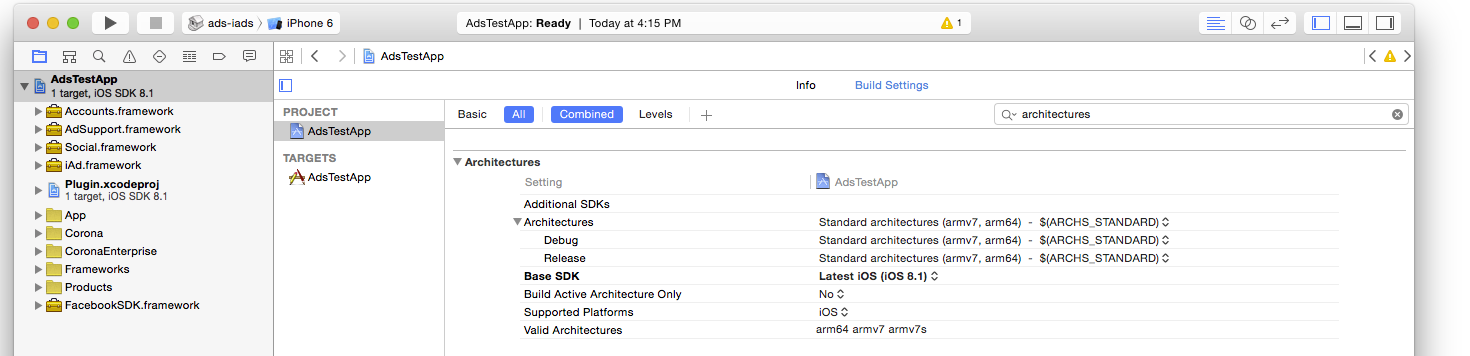 ads-iads 〉 iPhone 6
AdsTestApp: Ready | Today at 4:15 PM
1
AdsTestApp
1 target, iOS SDK 8.1
Accounts.framework
AdSupport.framework
Social.framework
iAd.framework
Plugin.xcodeproj
1 target, iOS SDK 8.1
App
Corona
CoronaEnterprise
Frameworks
Products
FacebookSDK.framework
AdsTestApp
Info Build Settings
PROJECT
AdsTestApp
TARGETS
AdsTestApp
Basic All Combined Levels + architectures
Architectures
Setting AdsTestApp
Additional SDKs
Architectures Standard architectures (armv7, arm64) - $(ARCHS_STANDARD)
Debug Standard architectures (armv7, arm64) - $(ARCHS_STANDARD)
Release Standard architectures (armv7, arm64) - $(ARCHS_STANDARD)
Base SDK Latest iOS (iOS 8.1)
Build Active Architecture Only No
Supported Platforms iOS
Valid Architectures arm64 armv7 armv7s